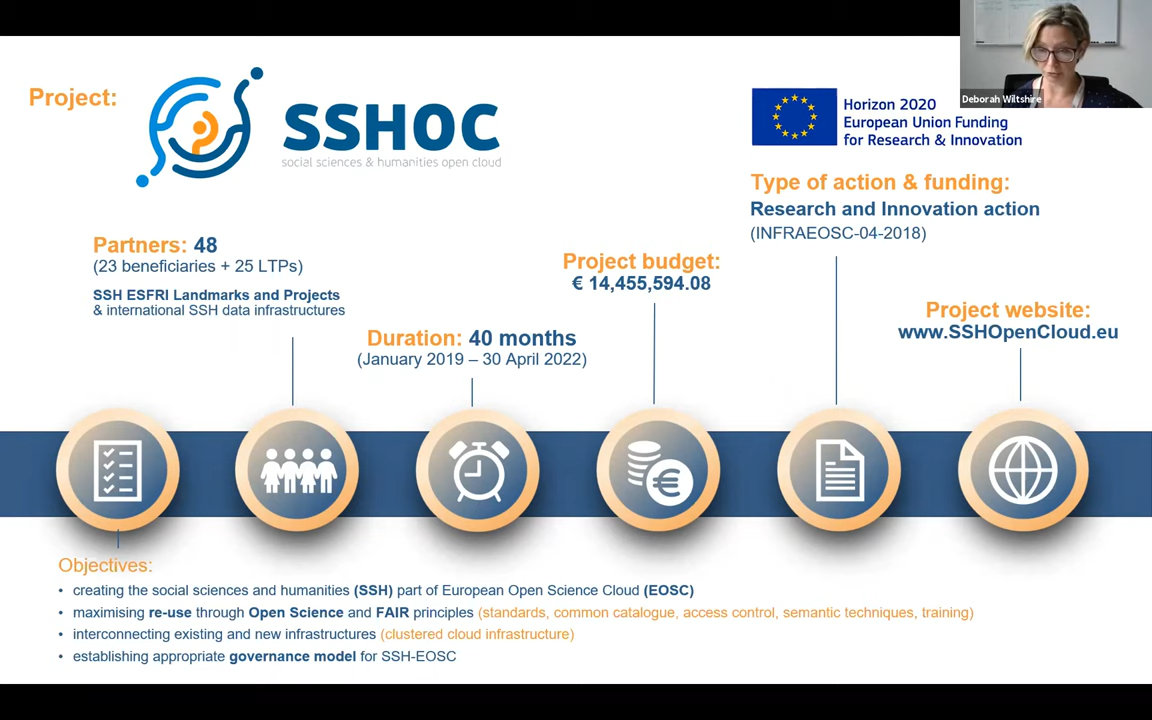 Project:
SSHOC
social sciences & humanities open cloud
Horizon 2020
European Union Funding
for Research & Innovation
Deborah Wiltshire
Type of action & funding:
Research and Innovation action
(INFRAEOSC-04-2018)
Partners: 48
(23 beneficiaries + 25 LTPs)
SSH ESFRI Landmarks and Projects
& international SSH data infrastructures
Project budget:
€ 14,455,594.08
Duration: 40 months
(January 2019 – 30 April 2022)
Project website:
www.SSHOpenCloud.eu
€
Objectives:
• creating the social sciences and humanities (SSH) part of European Open Science Cloud (EOSC)
• maximising re-use through Open Science and FAIR principles (standards, common catalogue, access control, semantic techniques, training)
• interconnecting existing and new infrastructures (clustered cloud infrastructure)
• establishing appropriate governance model for SSH-EOSC